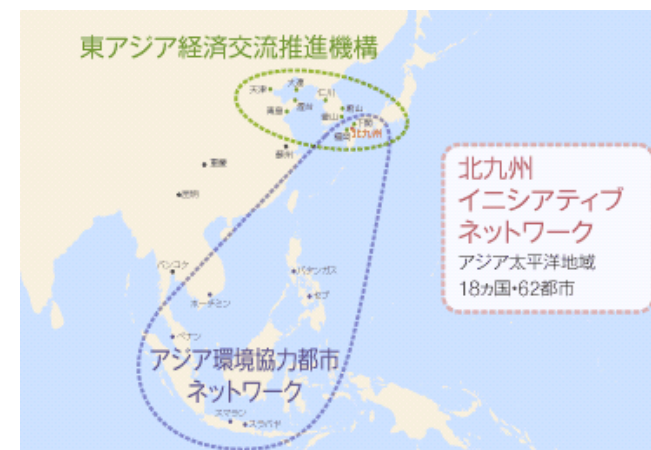 東アジア経済交流推進機構
天津
大連
仁川
青島
煙台
蔚山
釜山
下関
福岡
北九州
蘇州
重慶
昆明
北九州
イニシアティブ
ネットワーク
アジア太平洋地域
18ヵ国・62都市
バンコク
ホーチミン
バタンガス
セブ
ペナン
アジア環境協力都市
ネットワーク
スマラン
スラバヤ